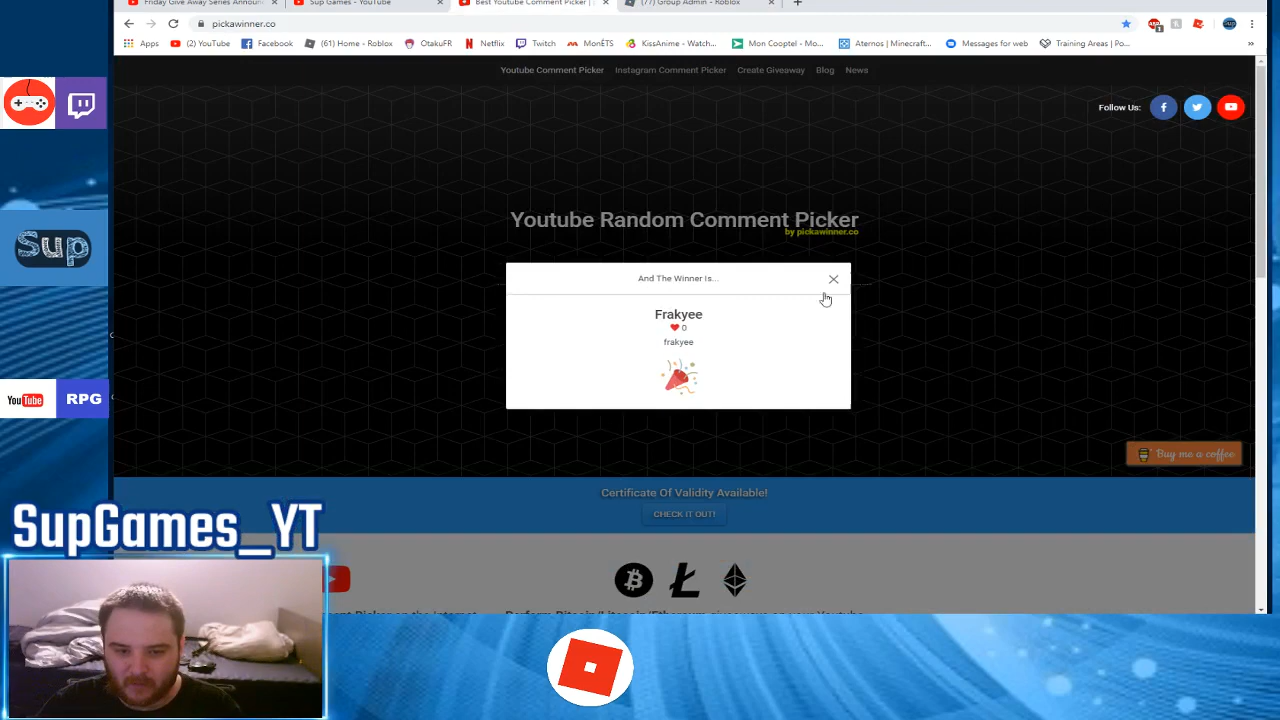 Friday Give Away Series Announ
Sup Games - YouTube
Best Youtube Comment Picker |
(77) Group Admin - Roblox
pickawinner.co
Apps
(2) YouTube
Facebook
(61) Home - Roblox
OtakuFR
Netflix
Twitch
MonÉTS
KissAnime - Watch...
Mon Cooptel - Mo...
Aternos | Minecraft...
Messages for web
Training Areas | Po...
Youtube Comment Picker
Instagram Comment Picker
Create Giveaway
Blog
News
Follow Us:
Youtube Random Comment Picker
by pickawinner.co
And The Winner Is...
Frakyee
0
frakyee
Sup
YouTube
RPG
Buy me a coffee
Certificate Of Validity Available!
CHECK IT OUT!
SupGames_YT